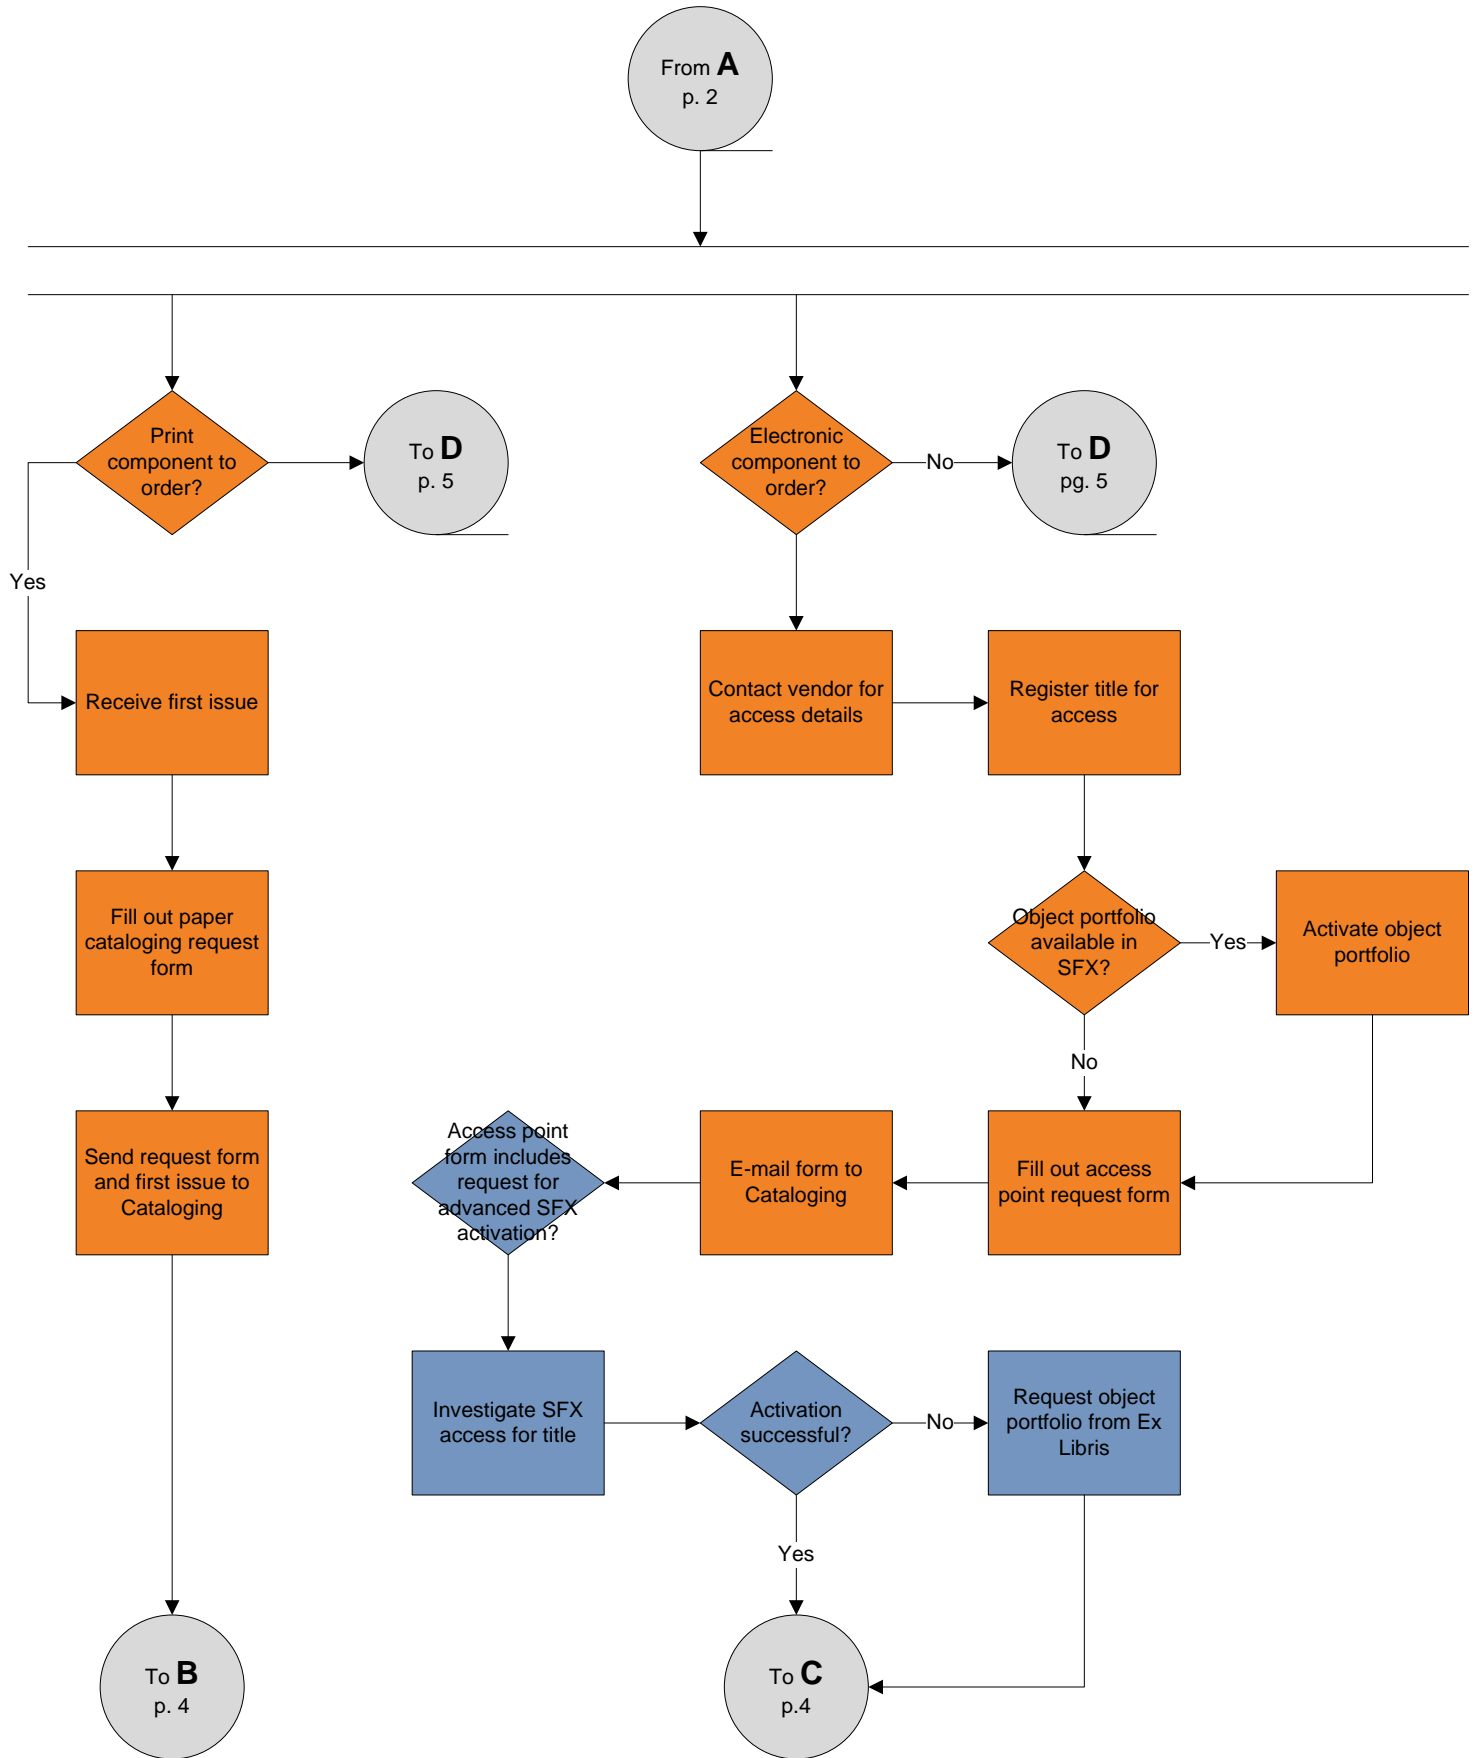 From A
p. 2
Print
component to
order?
To D
p. 5
Electronic
component to
order?
No
To D
pg. 5
Yes
Receive first issue
Contact vendor for
access details
Register title for
access
Fill out paper
cataloging request
form
Object portfolio
available in
SFX?
Yes
Activate object
portfolio
No
Send request form
and first issue to
Cataloging
Access point
form includes
request for
advanced SFX
activation?
E-mail form to
Cataloging
Fill out access
point request form
Investigate SFX
access for title
Activation
successful?
No
Request object
portfolio from Ex
Libris
Yes
To B
p. 4
To C
p.4